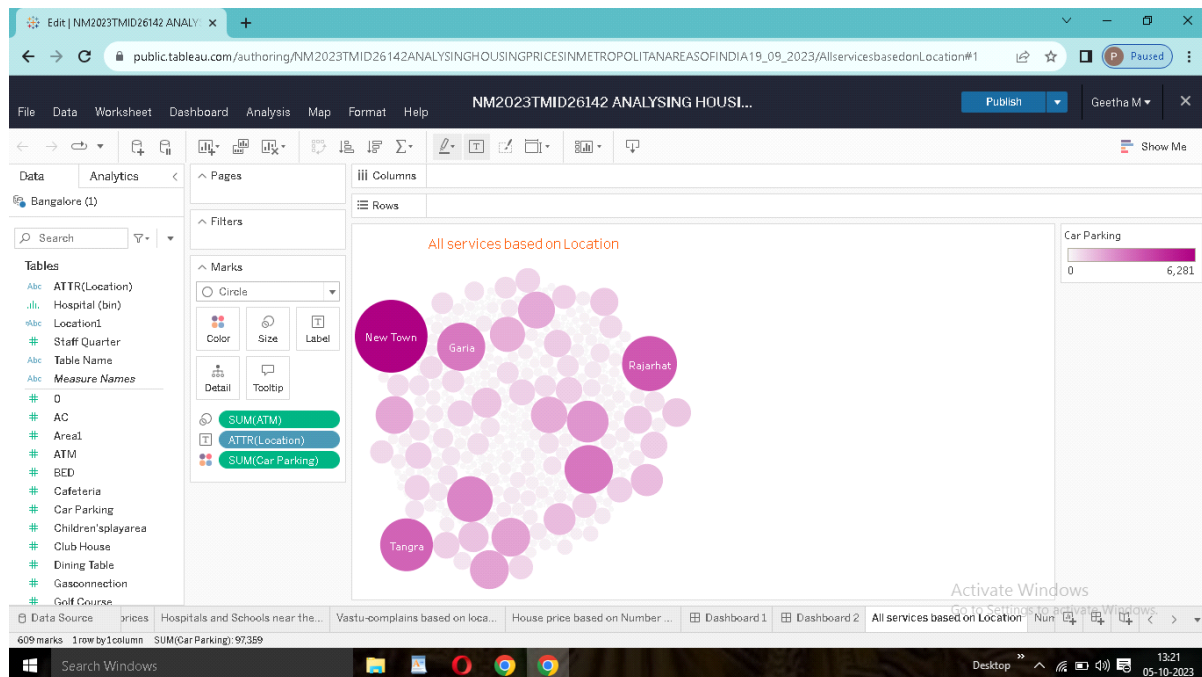 Edit | NM2023TMID26142 ANALY
public.tableau.com/authoring/NM2023TMID26142ANALYSINGHOUSINGPRICESINMETROPOLITANAREASOFINDIA19_09_2023/AllservicesbasedonLocation#1
P Paused
File Data Worksheet Dashboard Analysis Map Format Help
NM2023TMID26142 ANALYSING HOUSI...
Publish
Geetha M
Show Me
Data Analytics
Bangalore (1)
Search
Tables
Abc ATTR(Location)
Hospital (bin)
Abc Location1
# Staff Quarter
Abc Table Name
Abc Measure Names
# 0
# AC
# Area1
# ATM
# BED
# Cafeteria
# Car Parking
# Children'splayarea
# Club House
# Dining Table
# Gasconnection
# Golf Course
Pages
Filters
Marks
Circle
Color Size Label
Detail Tooltip
SUM(ATM)
ATTR(Location)
SUM(Car Parking)
iii Columns
Rows
All services based on Location
New Town
Garia
Rajarhat
Tangra
Car Parking
0 6,281
Activate Windows
Go to Settings to activate Windows.
Data Source prices Hospitals and Schools near the... Vastu-complains based on loca... House price based on Number ... Dashboard 1 Dashboard 2 All services based on Location Num
609 marks 1 row by 1 column SUM(Car Parking): 97,359
Search Windows
Desktop
13:21
05-10-2023